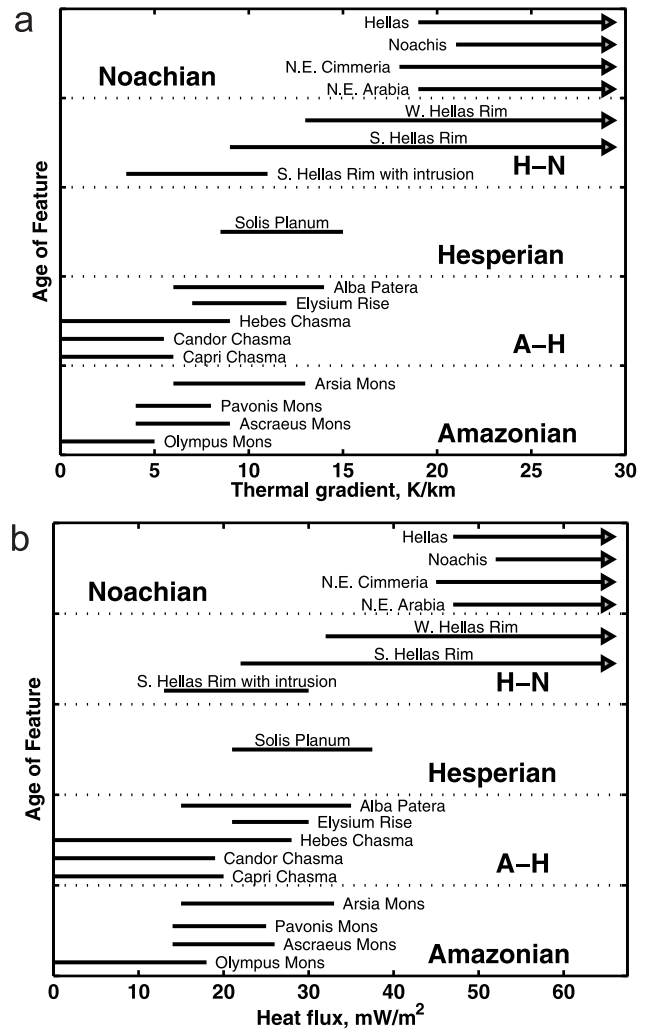 a
Hellas
Noachis
N.E. Cimmeria
Noachian
N.E. Arabia
W. Hellas Rim
S. Hellas Rim
H–N
S. Hellas Rim with intrusion
Solis Planum
Hesperian
Alba Patera
Elysium Rise
Hebes Chasma
Candor Chasma
A–H
Capri Chasma
Arsia Mons
Pavonis Mons
Ascraeus Mons
Amazonian
Olympus Mons
Age of Feature
0 5 10 15 20 25 30
Thermal gradient, K/km
b
Hellas
Noachis
N.E. Cimmeria
Noachian
N.E. Arabia
W. Hellas Rim
S. Hellas Rim
S. Hellas Rim with intrusion
H–N
Solis Planum
Hesperian
Alba Patera
Elysium Rise
Hebes Chasma
Candor Chasma
A–H
Capri Chasma
Arsia Mons
Pavonis Mons
Ascraeus Mons
Amazonian
Olympus Mons
Age of Feature
0 10 20 30 40 50 60
Heat flux, mW/m²